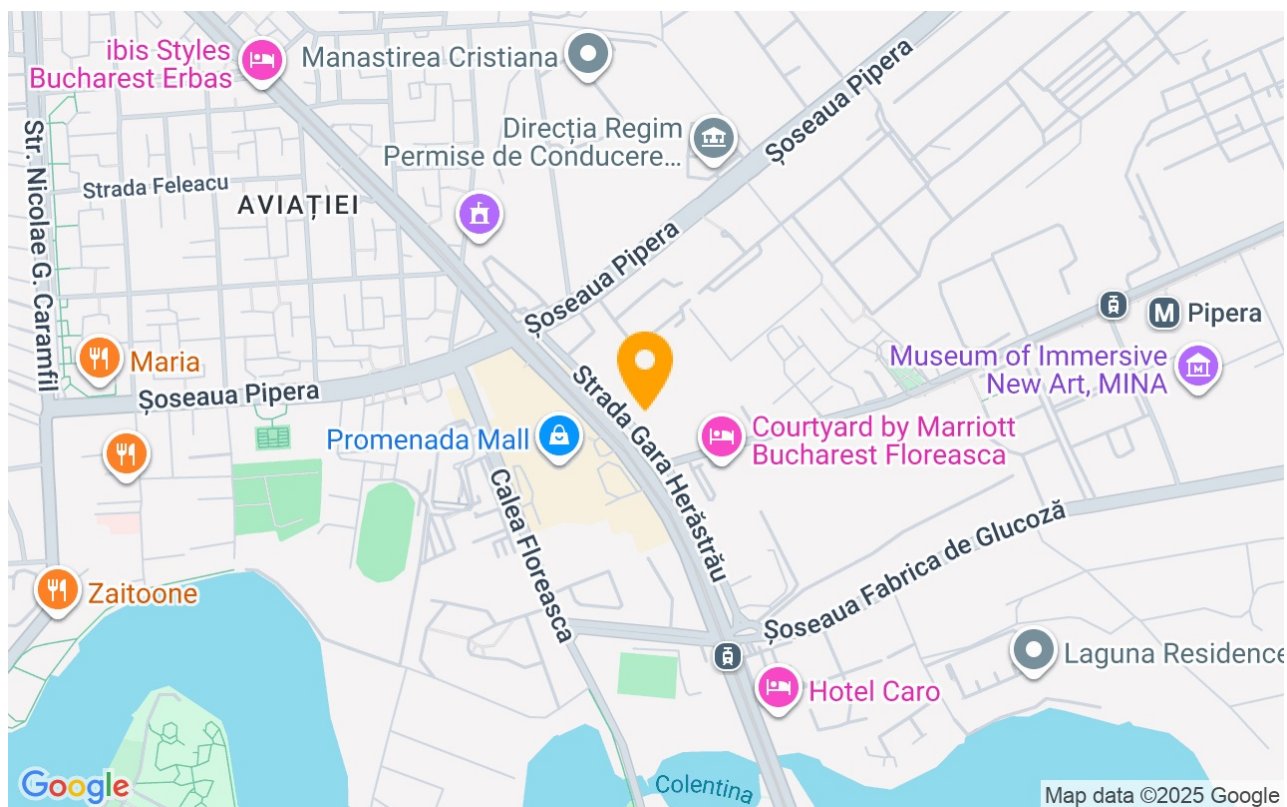 ibis Styles
Bucharest Erbas
Manastirea Cristiana
Șoseaua Pipera
Str. Nicolae G. Caramfil
Direcția Regim
Permise de Conducere...
Strada Feleacu
AVIAȚIEI
Șoseaua Pipera
M Pipera
Maria
Șoseaua Pipera
Strada Gara Herăstrău
Museum of Immersive
New Art, MINA
Promenada Mall
Courtyard by Marriott
Bucharest Floreasca
Calea Floreasca
Șoseaua Fabrica de Glucoză
Zaitoone
Laguna Residence
Hotel Caro
Colentina
Google
Map data ©2025 Google